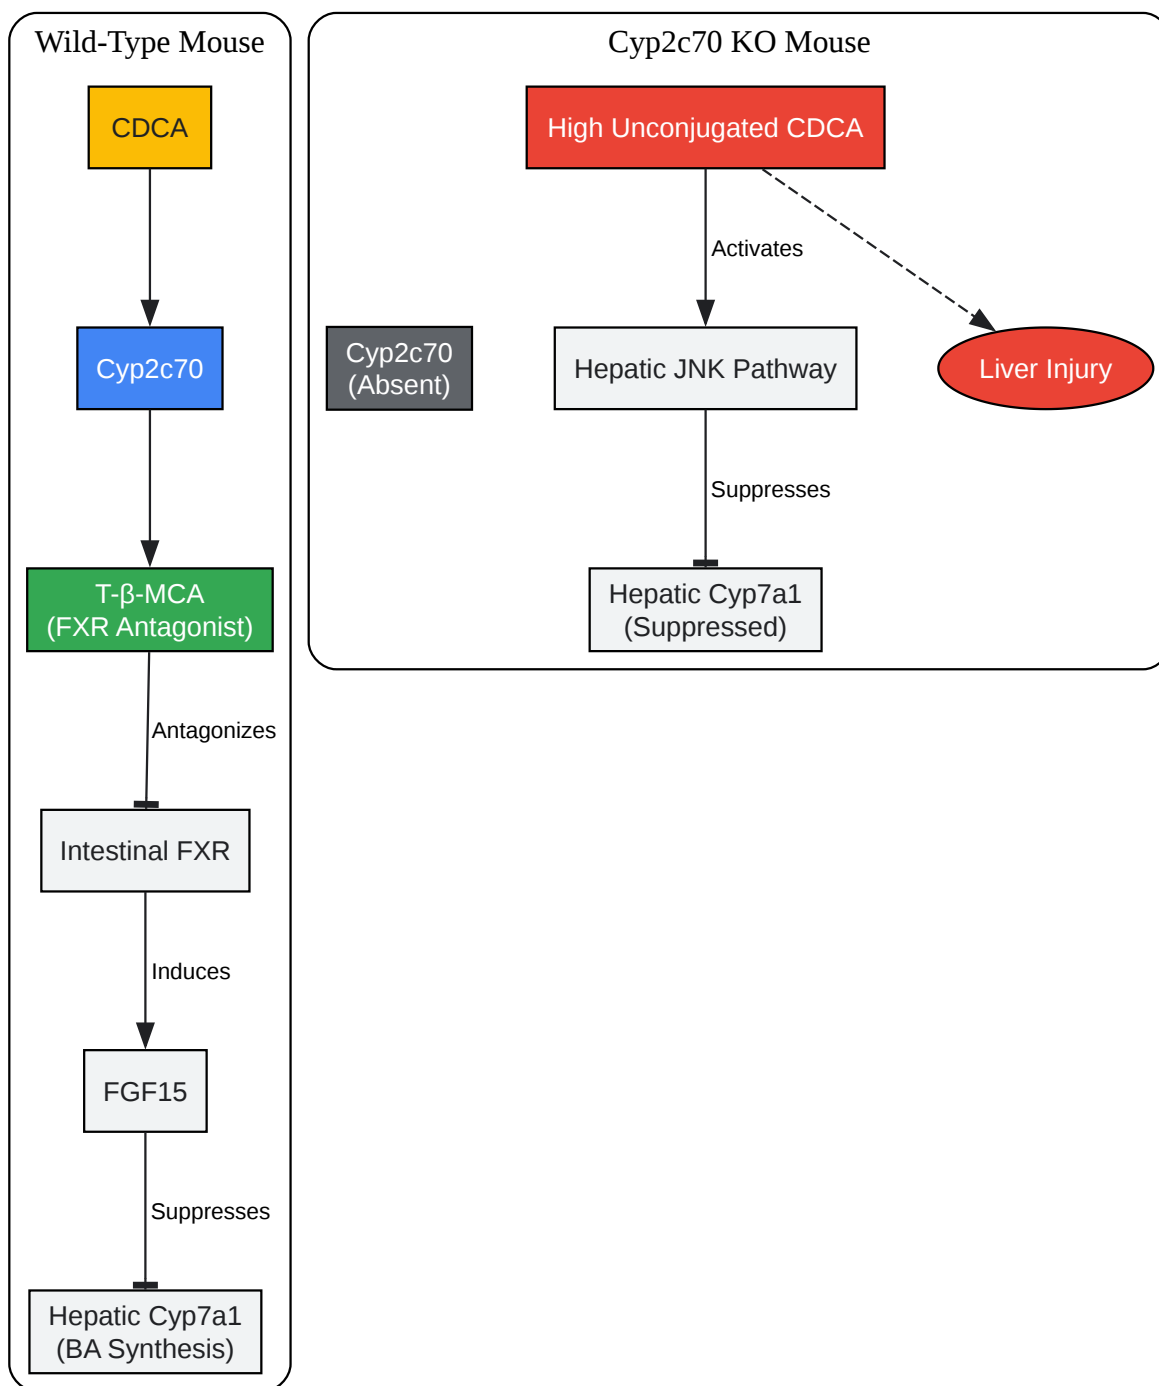 Wild-Type Mouse
CDCA
Cyp2c70
T-β-MCA
(FXR Antagonist)
Antagonizes
Intestinal FXR
Induces
FGF15
Suppresses
Hepatic Cyp7a1
(BA Synthesis)
Cyp2c70 KO Mouse
High Unconjugated CDCA
Activates
Cyp2c70
(Absent)
Hepatic JNK Pathway
Liver Injury
Suppresses
Hepatic Cyp7a1
(Suppressed)